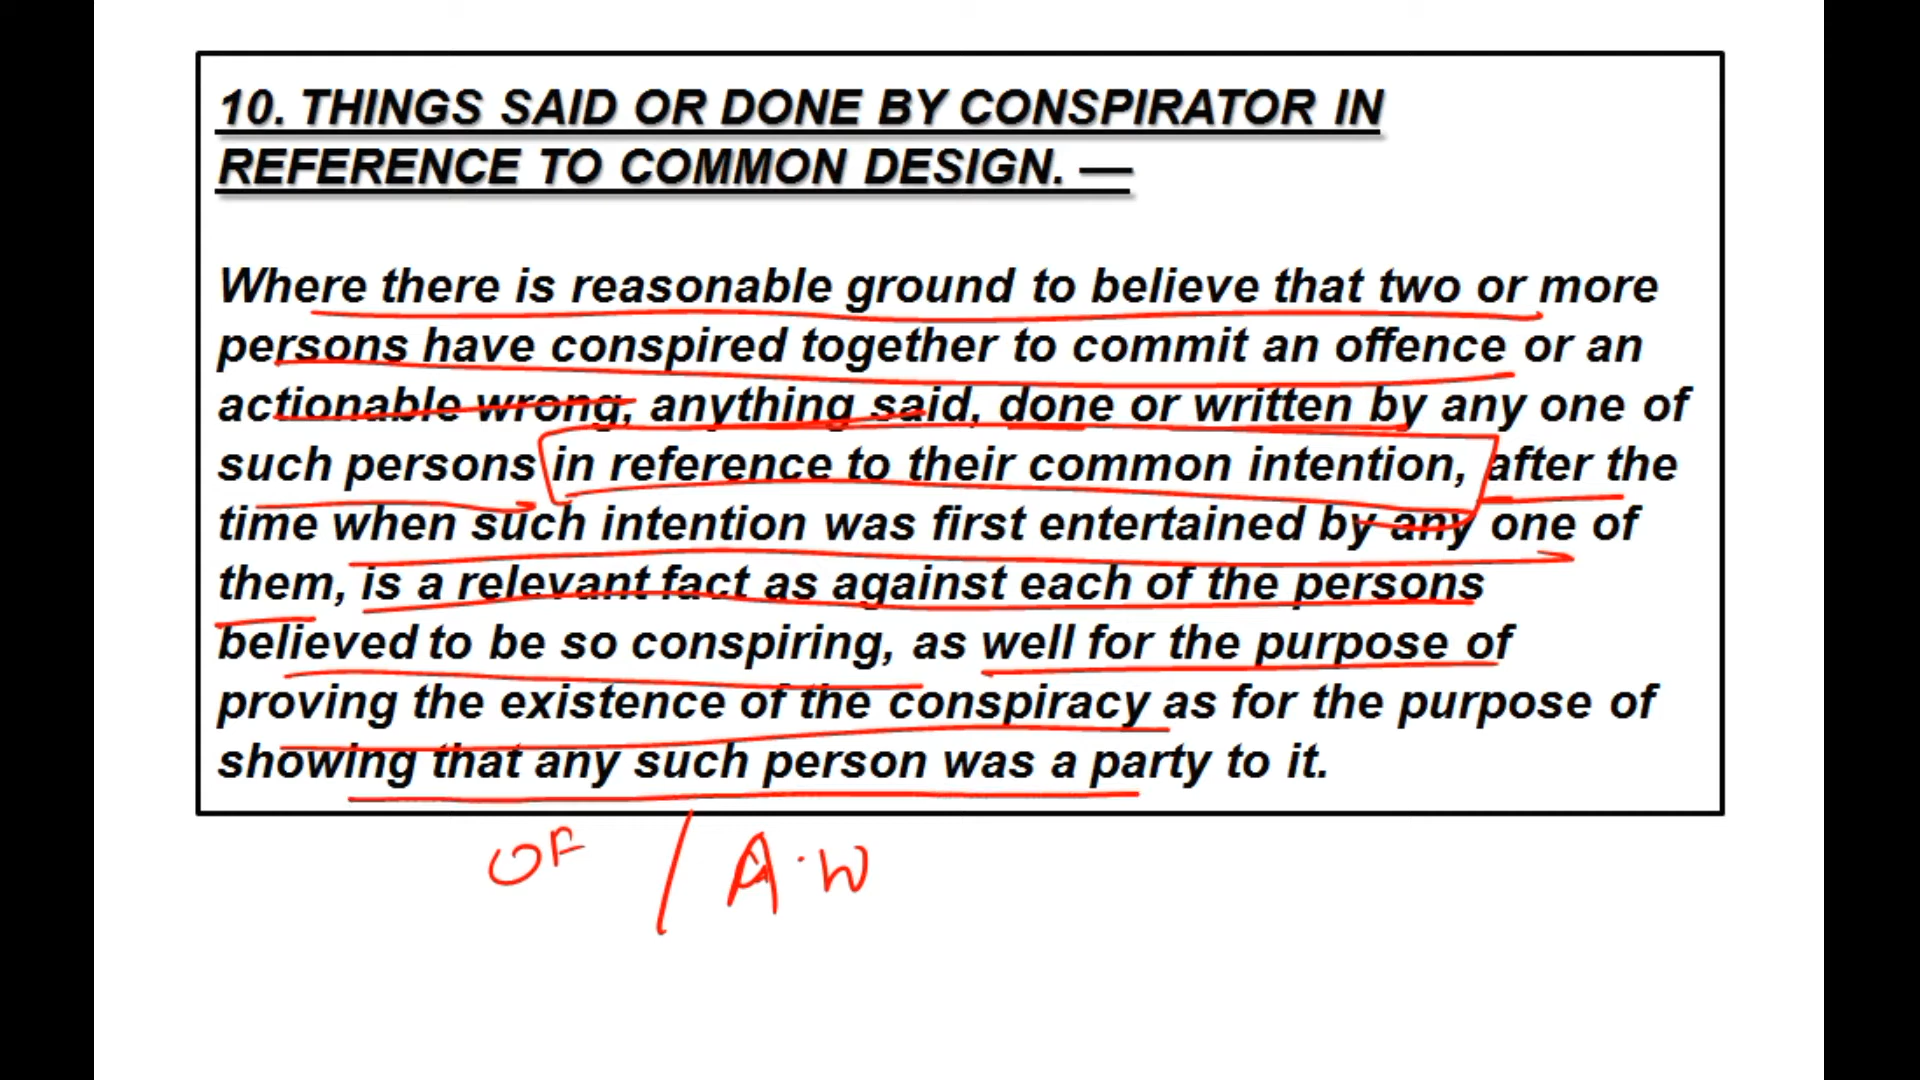 10. THINGS SAID OR DONE BY CONSPIRATOR IN
REFERENCE TO COMMON DESIGN. —
Where there is reasonable ground to believe that two or more
persons have conspired together to commit an offence or an
actionable wrong, anything said, done or written by any one of
such persons in reference to their common intention, after the
time when such intention was first entertained by any one of
them, is a relevant fact as against each of the persons
believed to be so conspiring, as well for the purpose of
proving the existence of the conspiracy as for the purpose of
showing that any such person was a party to it.
OF / A.W